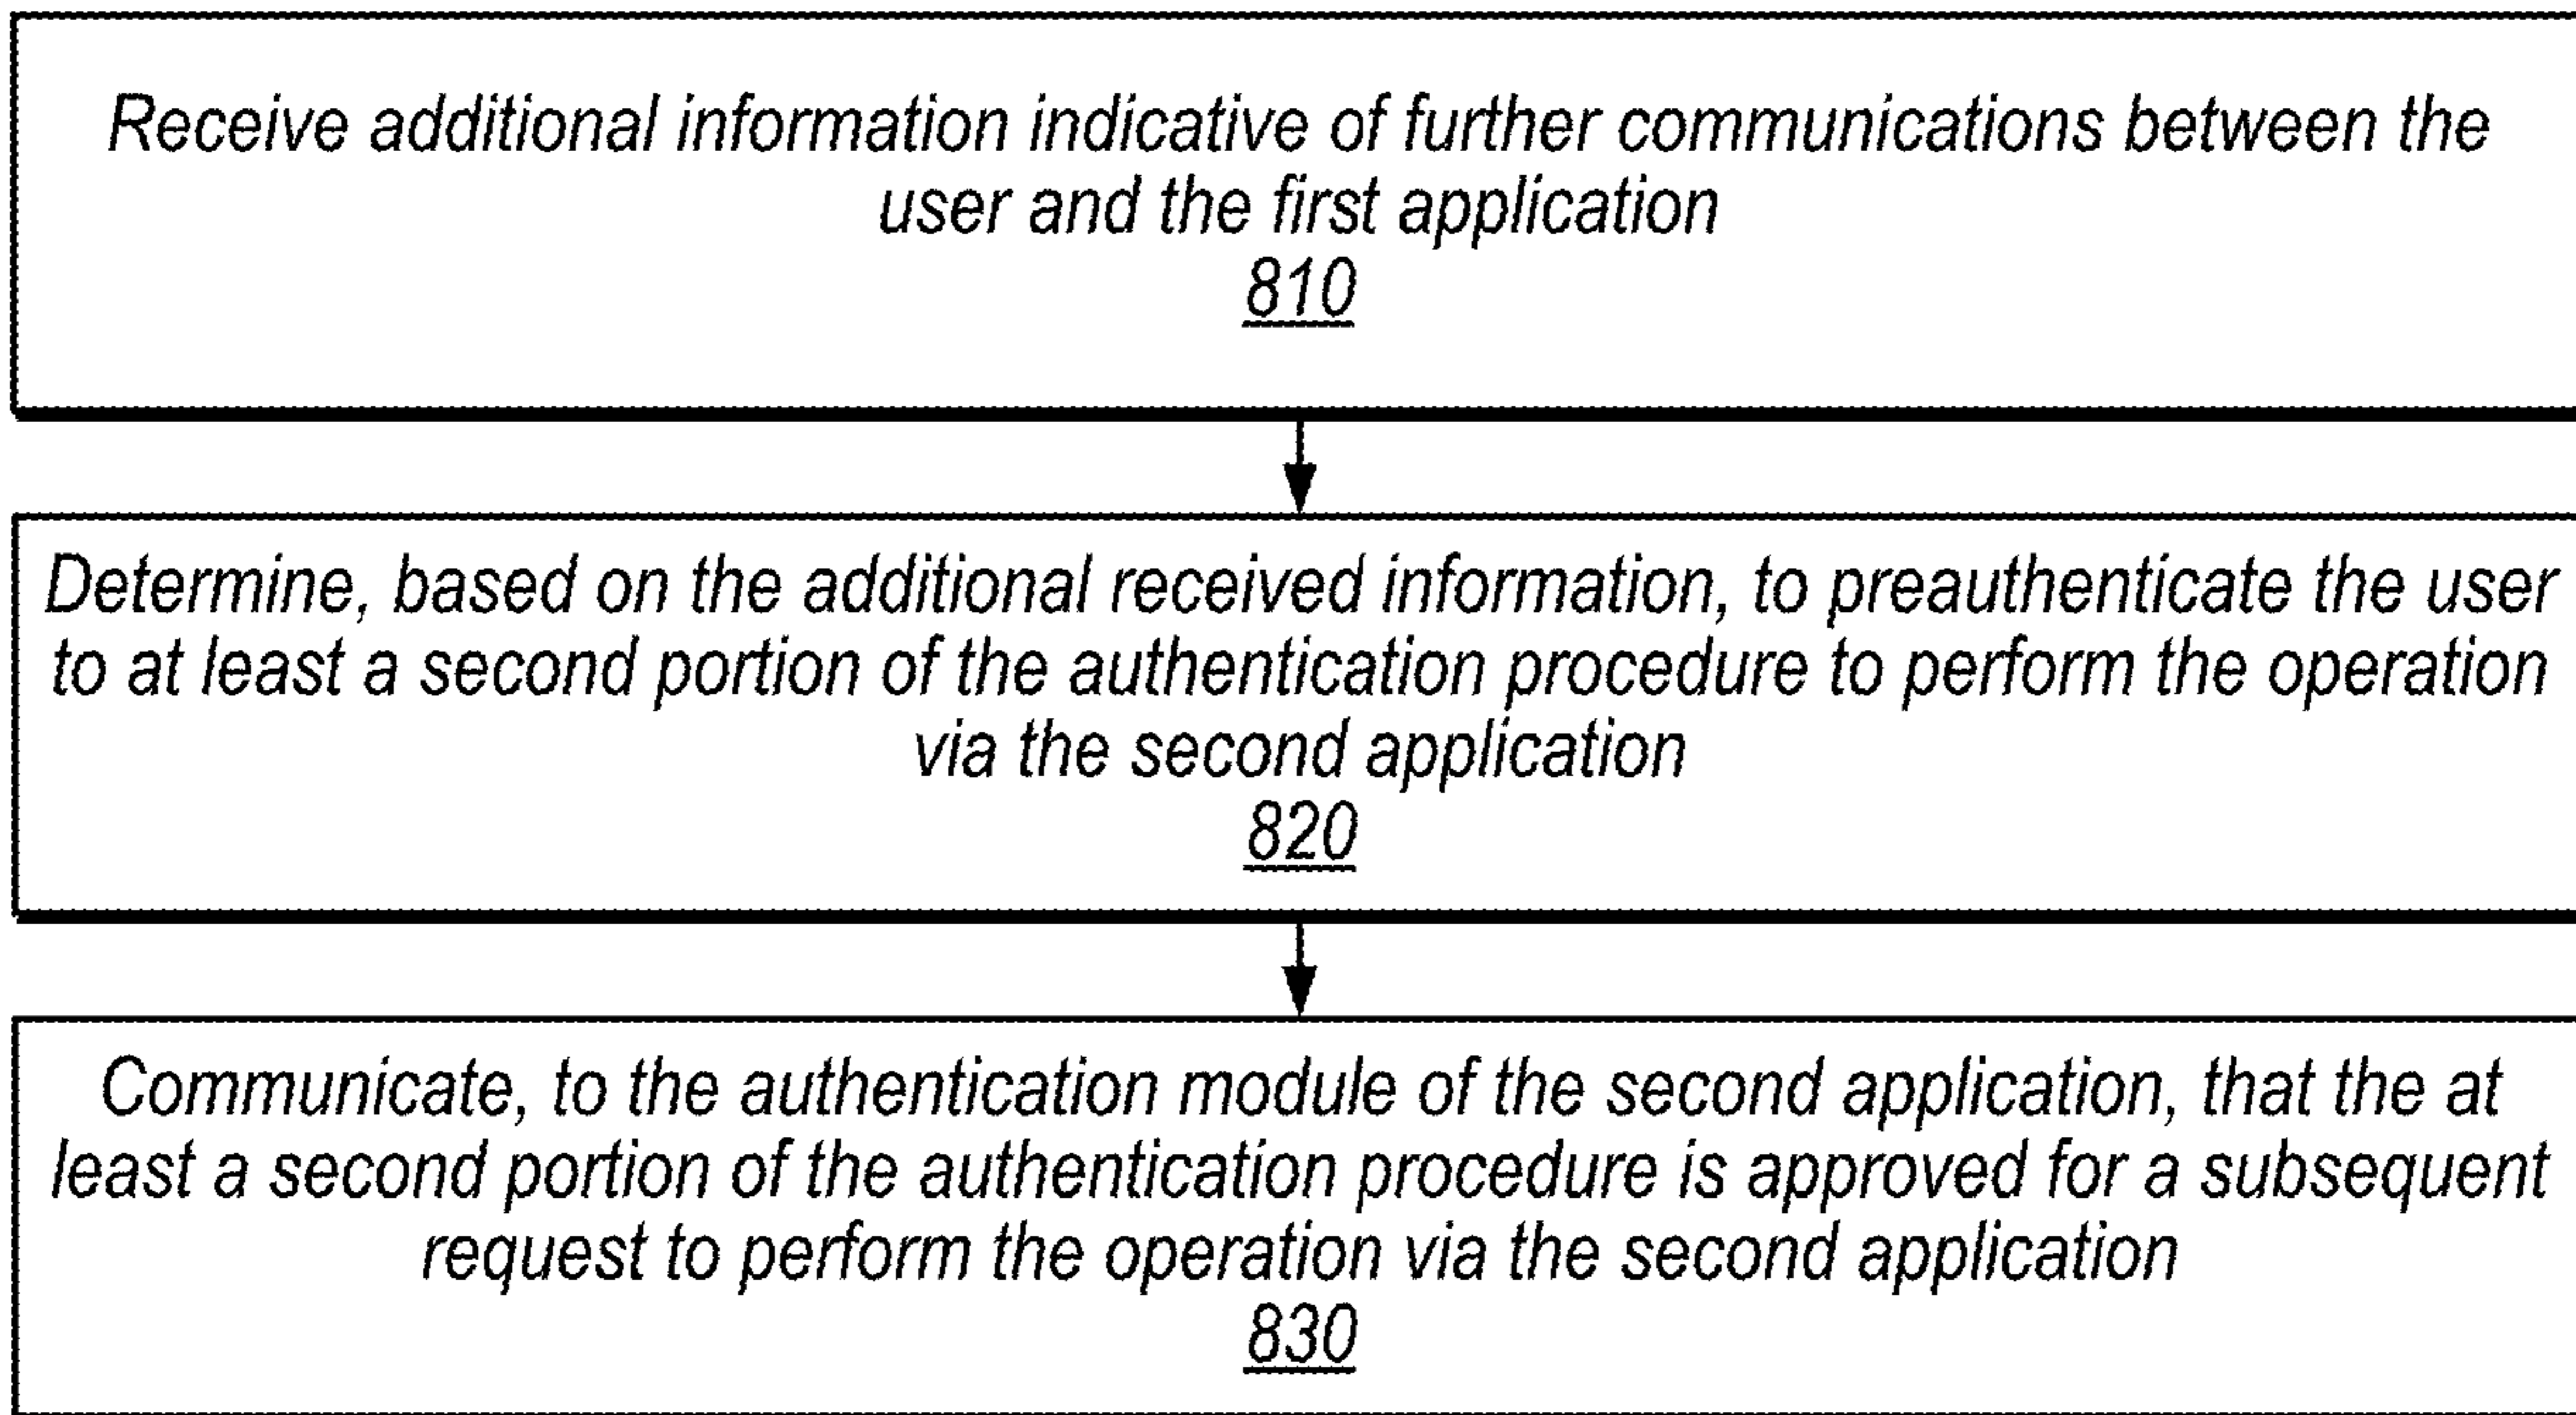 Receive additional information indicative of further communications between the
user and the first application
810
Determine, based on the additional received information, to preauthenticate the user
to at least a second portion of the authentication procedure to perform the operation
via the second application
820
Communicate, to the authentication module of the second application, that the at
least a second portion of the authentication procedure is approved for a subsequent
request to perform the operation via the second application
830